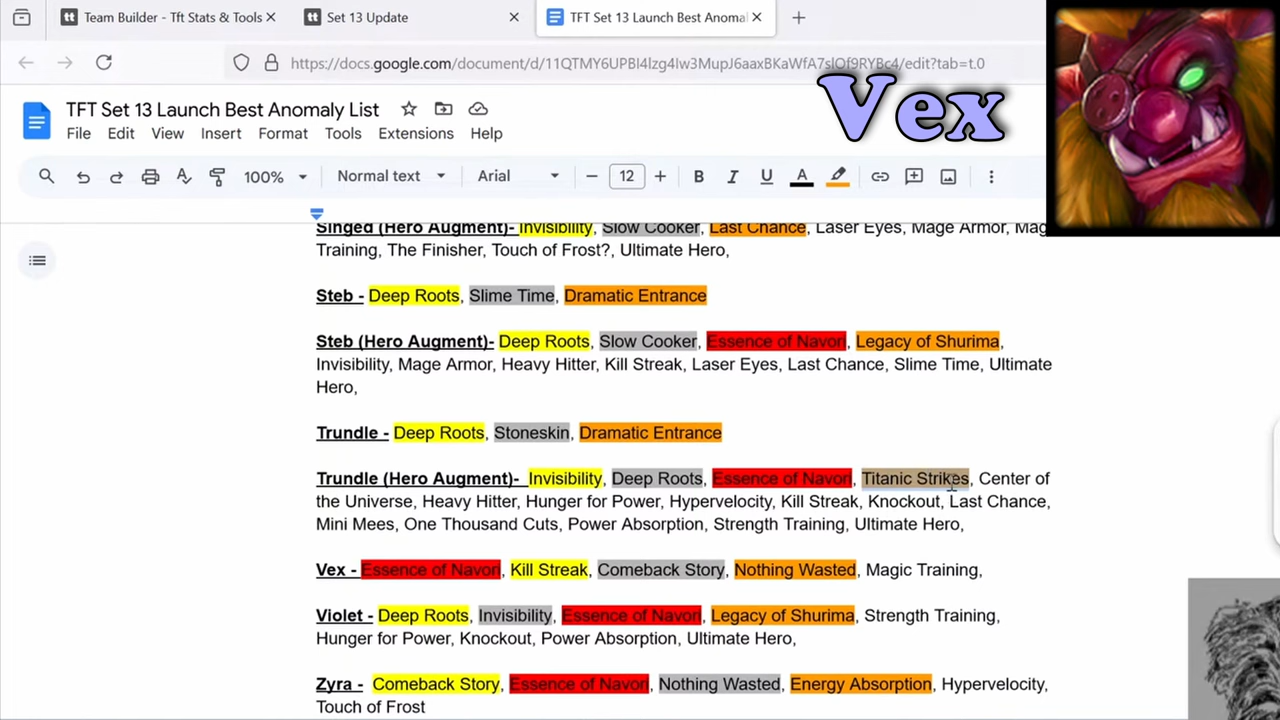 Team Builder - Tft Stats & Tools
Set 13 Update
TFT Set 13 Launch Best Anomal
Vex
TFT Set 13 Launch Best Anomaly List
File Edit View Insert Format Tools Extensions Help
100% Normal text Arial 12 B I U A
Singed (Hero Augment)- Invisibility, Slow Cooker, Last Chance, Laser Eyes, Mage Armor, Mag
Training, The Finisher, Touch of Frost?, Ultimate Hero,
Steb - Deep Roots, Slime Time, Dramatic Entrance
Steb (Hero Augment)- Deep Roots, Slow Cooker, Essence of Navori, Legacy of Shurima,
Invisibility, Mage Armor, Heavy Hitter, Kill Streak, Laser Eyes, Last Chance, Slime Time, Ultimate
Hero,
Trundle - Deep Roots, Stoneskin, Dramatic Entrance
Trundle (Hero Augment)- Invisibility, Deep Roots, Essence of Navori, Titanic Strikes, Center of
the Universe, Heavy Hitter, Hunger for Power, Hypervelocity, Kill Streak, Knockout, Last Chance,
Mini Mees, One Thousand Cuts, Power Absorption, Strength Training, Ultimate Hero,
Vex - Essence of Navori, Kill Streak, Comeback Story, Nothing Wasted, Magic Training,
Violet - Deep Roots, Invisibility, Essence of Navori, Legacy of Shurima, Strength Training,
Hunger for Power, Knockout, Power Absorption, Ultimate Hero,
Zyra - Comeback Story, Essence of Navori, Nothing Wasted, Energy Absorption, Hypervelocity,
Touch of Frost